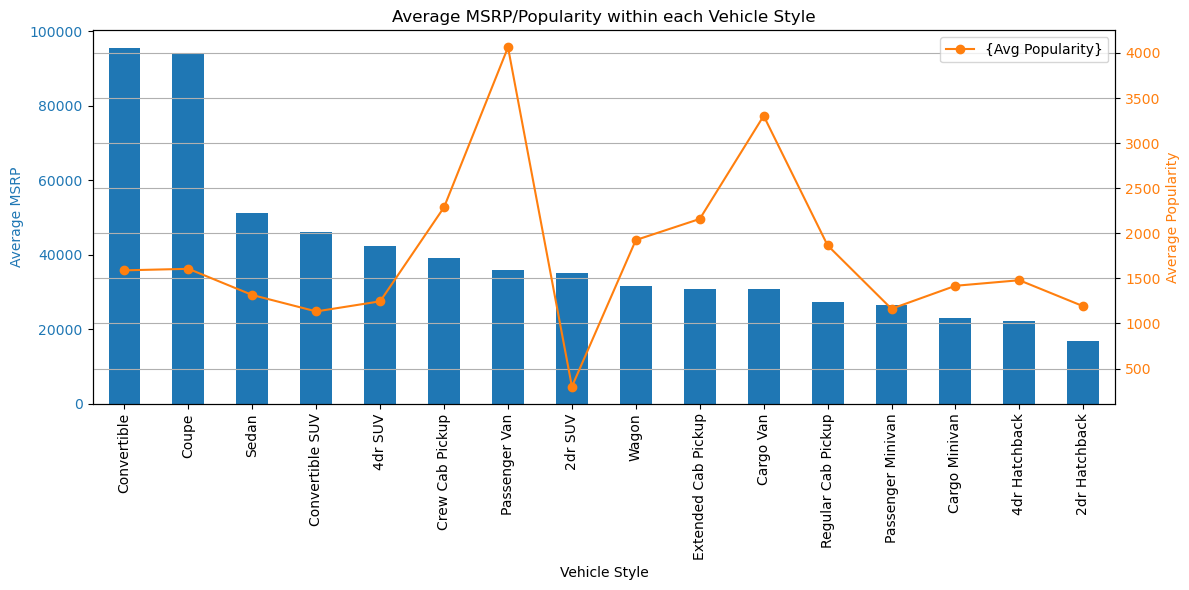 Average MSRP/Popularity within each Vehicle Style
{Avg Popularity}
Average MSRP
100000
80000
60000
40000
20000
0
4000
3500
3000
2500
2000
1500
1000
500
Average Popularity
Convertible
Coupe
Sedan
Convertible SUV
4dr SUV
Crew Cab Pickup
Passenger Van
2dr SUV
Wagon
Extended Cab Pickup
Cargo Van
Regular Cab Pickup
Passenger Minivan
Cargo Minivan
4dr Hatchback
2dr Hatchback
Vehicle Style